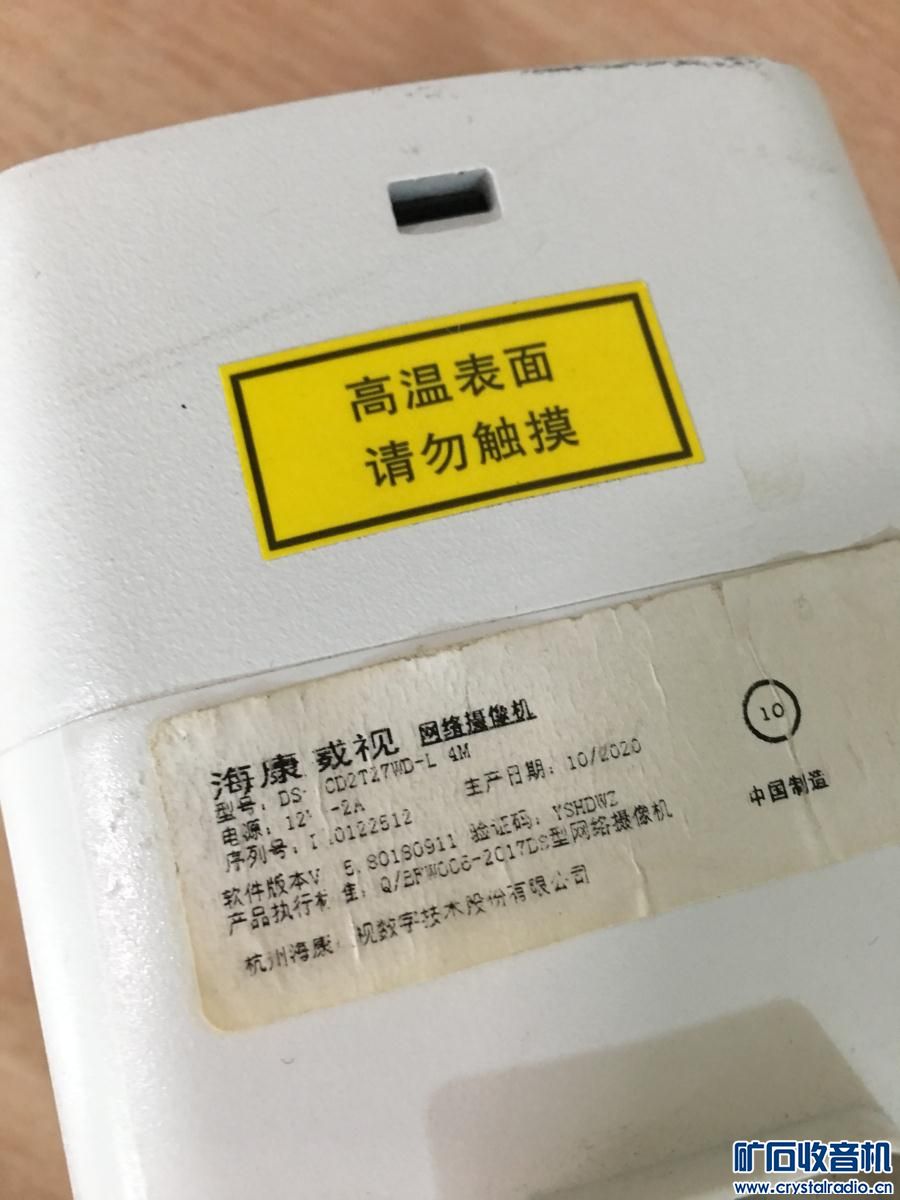 高温表面
请勿触摸
海康威视 网络摄像机
型号: DS- CD2T27WD-L 4M
生产日期: 10/2020
电源: 12V -2A
序列号: 0122512
软件版本V 5.80180911 验证码: YSHDWZ
产品执行标准: Q/BFW006-2017DS型网络摄像机
杭州海康 视数字技术股份有限公司
10
中国制造
矿石收音机
www.crystalradio.cn